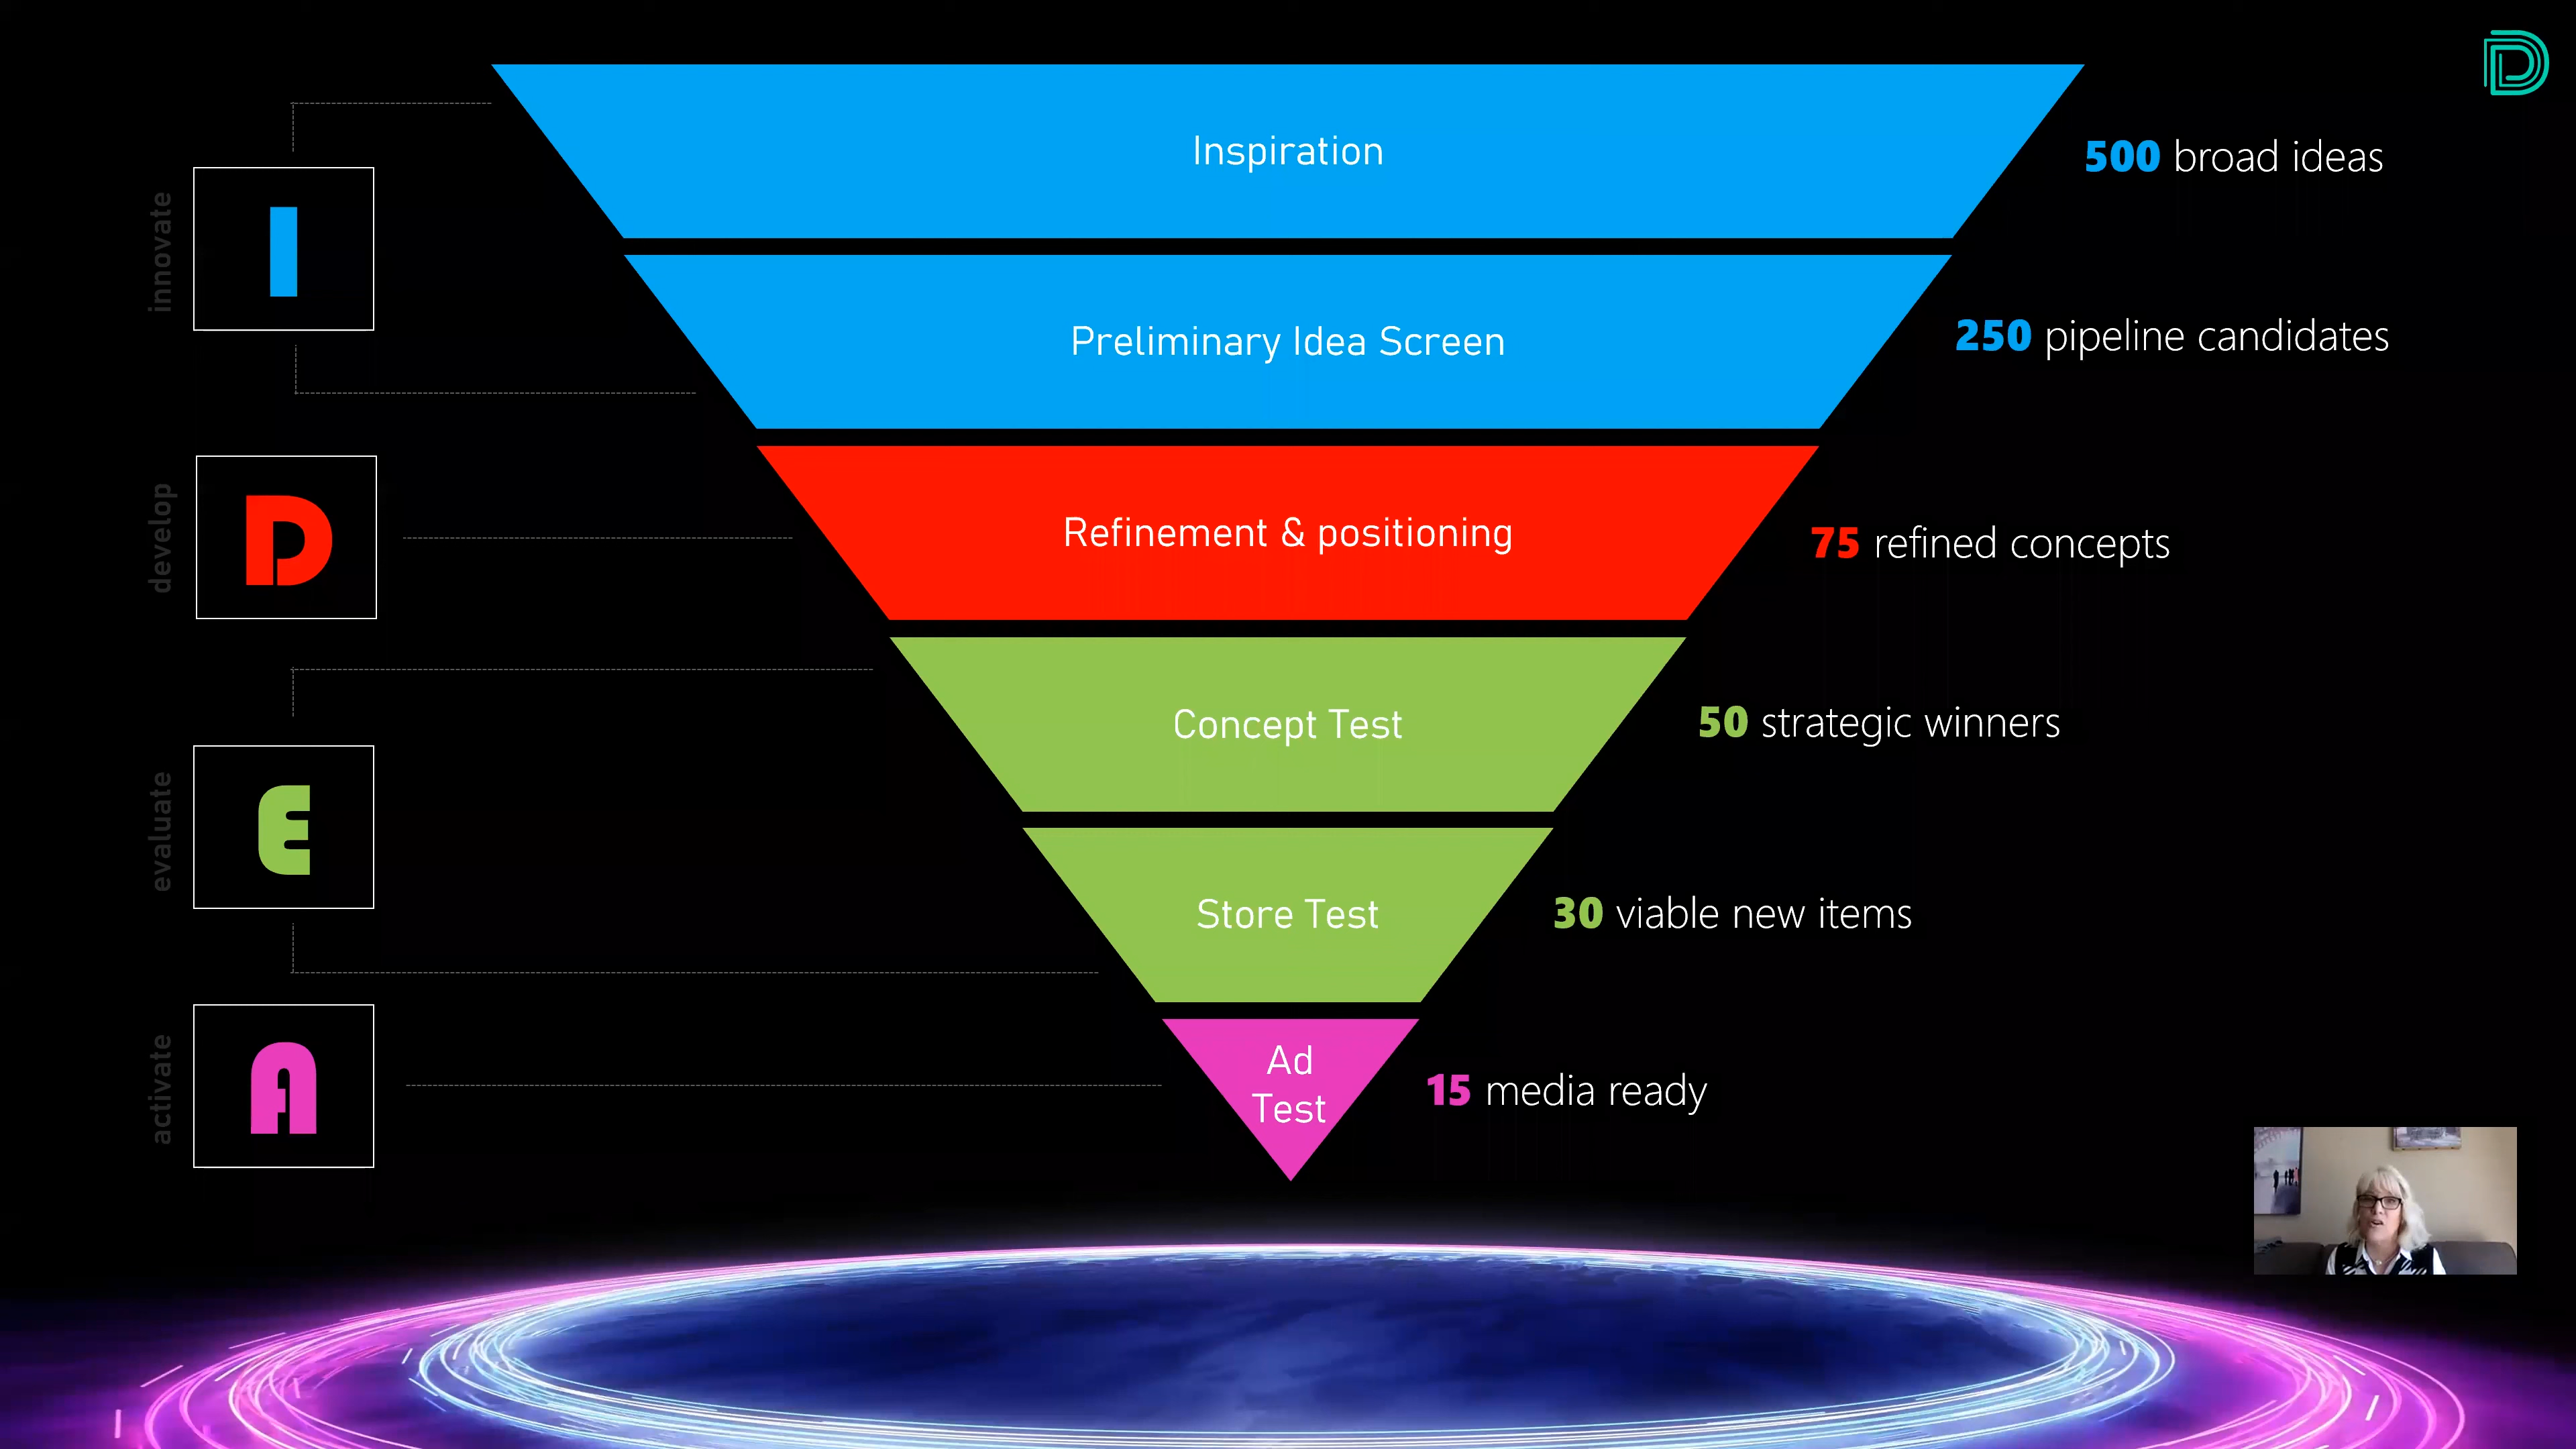 Inspiration
500 broad ideas
innovate
I
Preliminary Idea Screen
250 pipeline candidates
develop
D
Refinement & positioning
75 refined concepts
evaluate
E
Concept Test
50 strategic winners
Store Test
30 viable new items
activate
A
Ad
Test
15 media ready